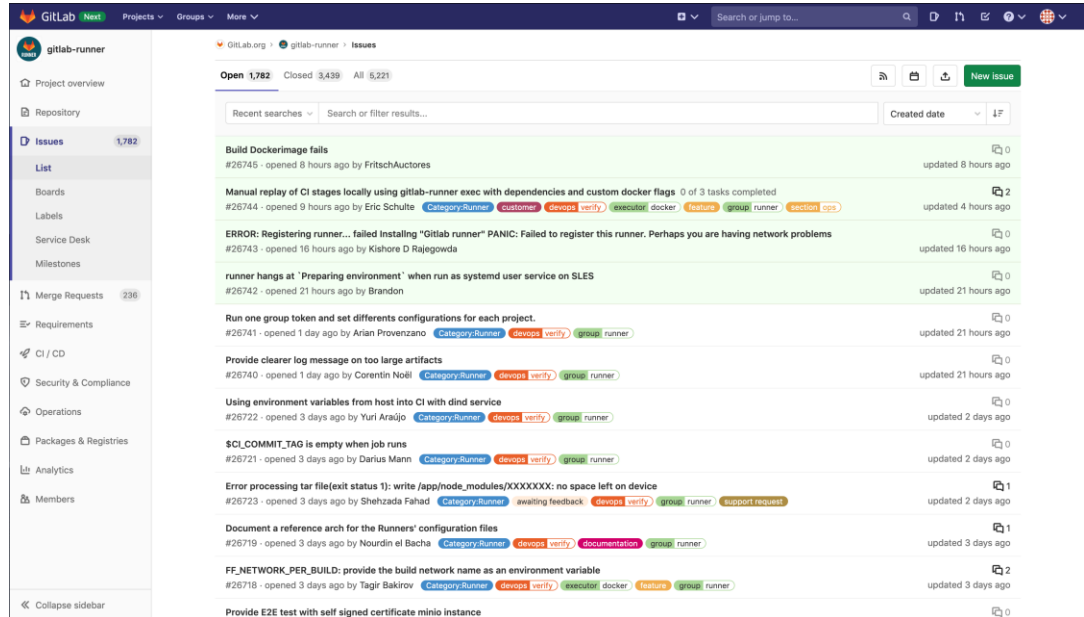 GitLab Next Projects Groups More Search or jump to...
RUNNER gitlab-runner
Project overview
Repository
Issues 1,782
List
Boards
Labels
Service Desk
Milestones
Merge Requests 236
Requirements
CI / CD
Security & Compliance
Operations
Packages & Registries
Analytics
Members
Collapse sidebar
GitLab.org › gitlab-runner › Issues
Open 1,782 Closed 3,439 All 5,221 New issue
Recent searches Search or filter results... Created date
Build Dockerimage fails 0
#26745 · opened 8 hours ago by FritschAuctores updated 8 hours ago
Manual replay of CI stages locally using gitlab-runner exec with dependencies and custom docker flags 0 of 3 tasks completed 2
#26744 · opened 9 hours ago by Eric Schulte Category:Runner customer devops verify executor docker feature group runner section ops updated 4 hours ago
ERROR: Registering runner... failed Installng "Gitlab runner" PANIC: Failed to register this runner. Perhaps you are having network problems 0
#26743 · opened 16 hours ago by Kishore D Rajegowda updated 16 hours ago
runner hangs at `Preparing environment` when run as systemd user service on SLES 0
#26742 · opened 21 hours ago by Brandon updated 21 hours ago
Run one group token and set differents configurations for each project. 0
#26741 · opened 1 day ago by Arian Provenzano Category:Runner devops verify group runner updated 21 hours ago
Provide clearer log message on too large artifacts 0
#26740 · opened 1 day ago by Corentin Noël Category:Runner devops verify group runner updated 21 hours ago
Using environment variables from host into CI with dind service 0
#26722 · opened 3 days ago by Yuri Araújo Category:Runner devops verify group runner updated 2 days ago
$CI_COMMIT_TAG is empty when job runs 0
#26721 · opened 3 days ago by Darius Mann Category:Runner devops verify group runner updated 2 days ago
Error processing tar file(exit status 1): write /app/node_modules/XXXXXXX: no space left on device 1
#26723 · opened 3 days ago by Shehzada Fahad Category:Runner awaiting feedback devops verify group runner support request updated 2 days ago
Document a reference arch for the Runners' configuration files 1
#26719 · opened 3 days ago by Nourdin el Bacha Category:Runner devops verify documentation group runner updated 3 days ago
FF_NETWORK_PER_BUILD: provide the build network name as an environment variable 2
#26718 · opened 3 days ago by Tagir Bakirov Category:Runner devops verify executor docker feature group runner updated 3 days ago
Provide E2E test with self signed certificate minio instance 0